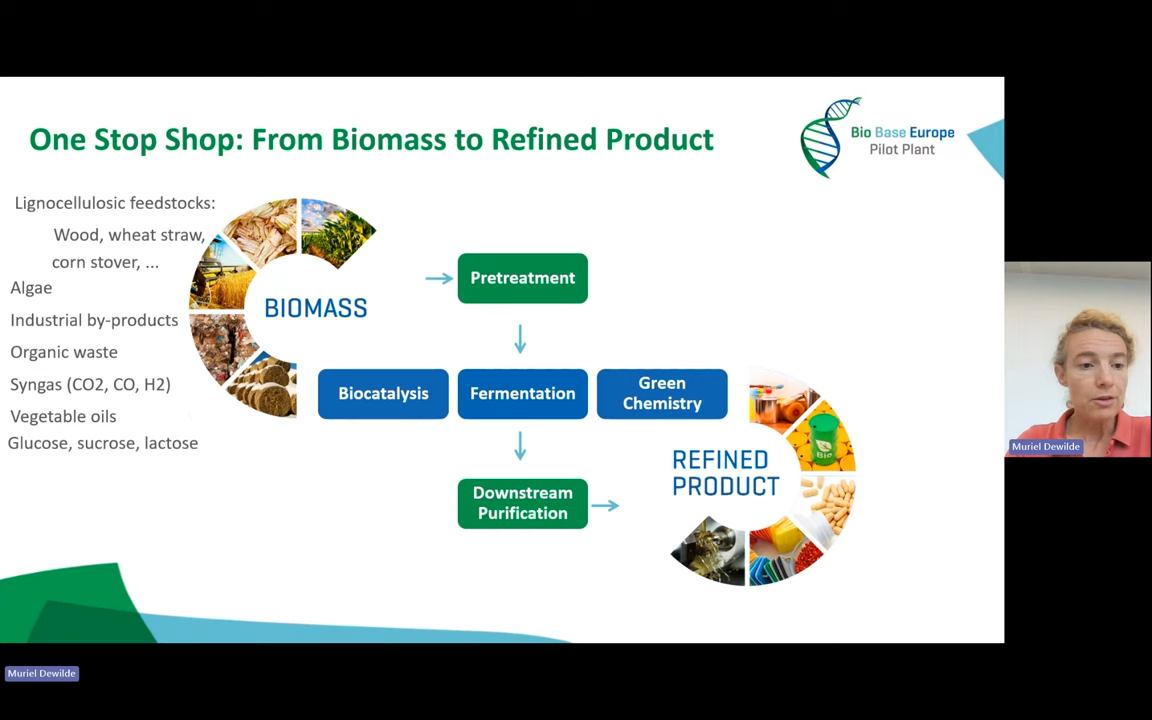 One Stop Shop: From Biomass to Refined Product
Bio Base Europe
Pilot Plant
Lignocellulosic feedstocks:
Wood, wheat straw,
corn stover, ...
Algae
Industrial by-products
Organic waste
Syngas (CO2, CO, H2)
Vegetable oils
Glucose, sucrose, lactose
BIOMASS
Pretreatment
Biocatalysis
Fermentation
Green
Chemistry
Downstream
Purification
REFINED
PRODUCT
Bio
Muriel Dewilde
Muriel Dewilde